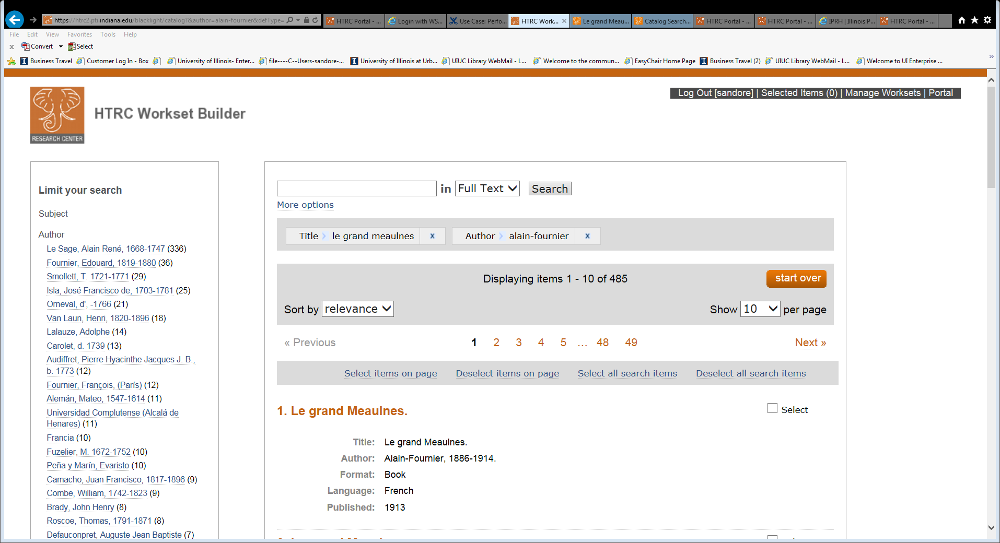 https://htrc2.pti.indiana.edu/blacklight/catalog?&author=alain-fournier&defType=
HTRC Portal - ...
Login with WS...
Use Case: Perfo...
HTRC Work...
Le grand Meau...
Catalog Search...
HTRC Portal - ...
HTRC Portal - ...
IPRH | Illinois P...
HTRC Portal - ...
File Edit View Favorites Tools Help
x Convert Select
Business Travel Customer Log In - Box University of Illinois- Enter... file----C--Users-sandore-... University of Illinois at Urb... UIUC Library WebMail - L... Welcome to the commun... EasyChair Home Page Business Travel (2) UIUC Library WebMail - L... Welcome to UI Enterprise ... »
Log Out [sandore] | Selected Items (0) | Manage Worksets | Portal
RESEARCH CENTER
HTRC Workset Builder
Limit your search
Subject
Author
Le Sage, Alain René, 1668-1747 (336)
Fournier, Edouard, 1819-1880 (36)
Smollett, T. 1721-1771 (29)
Isla, José Francisco de, 1703-1781 (25)
Orneval, d', -1766 (21)
Van Laun, Henri, 1820-1896 (18)
Lalauze, Adolphe (14)
Carolet, d. 1739 (13)
Audiffret, Pierre Hyacinthe Jacques J. B.,
b. 1773 (12)
Fournier, François, (París) (12)
Alemán, Mateo, 1547-1614 (11)
Universidad Complutense (Alcalá de
Henares) (11)
Francia (10)
Fuzelier, M. 1672-1752 (10)
Peña y Marín, Evaristo (10)
Camacho, Juan Francisco, 1817-1896 (9)
Combe, William, 1742-1823 (9)
Brady, John Henry (8)
Roscoe, Thomas, 1791-1871 (8)
Defauconpret, Auguste Jean Baptiste (7)
in Full Text Search
More options
Title le grand meaulnes x Author alain-fournier x
Displaying items 1 - 10 of 485
start over
Sort by relevance
Show 10 per page
« Previous 1 2 3 4 5 ... 48 49 Next »
Select items on page Deselect items on page Select all search items Deselect all search items
1. Le grand Meaulnes.
Select
Title: Le grand Meaulnes.
Author: Alain-Fournier, 1886-1914.
Format: Book
Language: French
Published: 1913